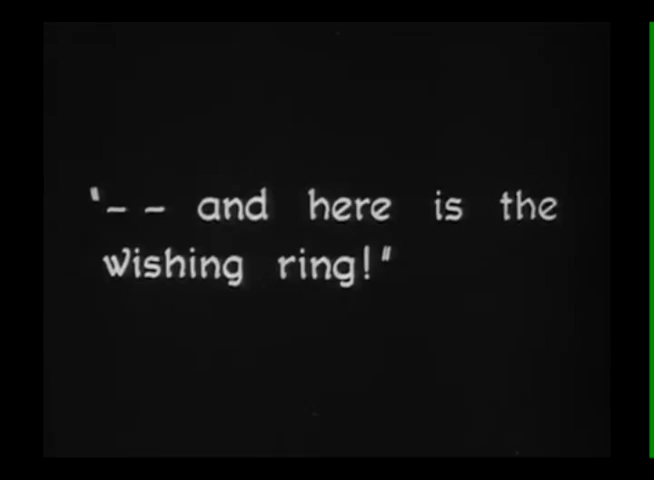 "-- and here is the
wishing ring!"